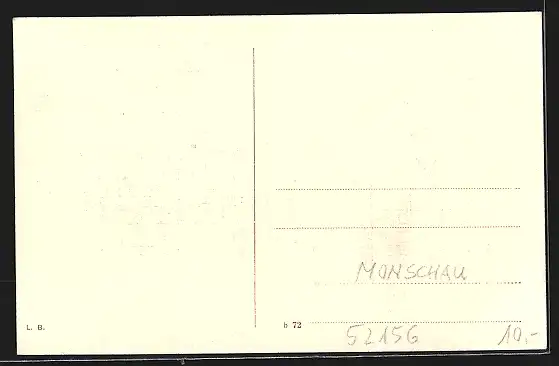 MONSCHAU
L. B.
b 72
52156
10,-